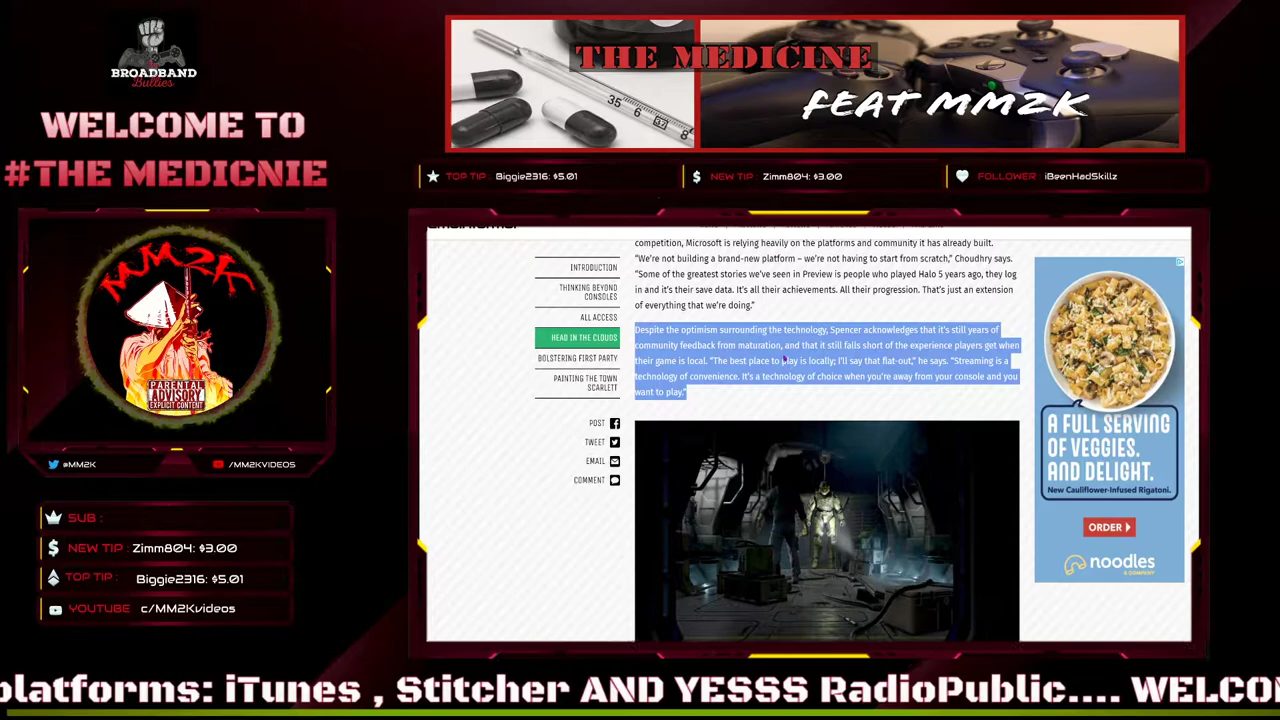 BROADBAND
Bullies
WELCOME TO
#THE MEDICNIE
THE MEDICINE
FEAT MM2K
35
6
37
8
TOP TIP : Biggie2316: $5.01
NEW TIP : Zimm804: $3.00
FOLLOWER : iBeenHadSkillz
MM2K
PARENTAL
ADVISORY
EXPLICIT CONTENT
@MM2K
/MM2KVIDEOS
SUB :
NEW TIP : Zimm804: $3.00
TOP TIP : Biggie2316: $5.01
YOUTUBE c/MM2Kvideos
INTRODUCTION
THINKING BEYOND
CONSOLES
ALL ACCESS
HEAD IN THE CLOUDS
BOLSTERING FIRST PARTY
PAINTING THE TOWN
SCARLETT
POST
TWEET
EMAIL
COMMENT
competition, Microsoft is relying heavily on the platforms and community it has already built.
“We’re not building a brand-new platform – we’re not having to start from scratch,” Choudhry says.
“Some of the greatest stories we’ve seen in Preview is people who played Halo 5 years ago, they log
in and it’s their save data. It’s all their achievements. All their progression. That’s just an extension
of everything that we’re doing.”
Despite the optimism surrounding the technology, Spencer acknowledges that it’s still years of
community feedback from maturation, and that it still falls short of the experience players get when
their game is local. “The best place to play is locally; I’ll say that flat-out,” he says. “Streaming is a
technology of convenience. It’s a technology of choice when you’re away from your console and you
want to play.”
A FULL SERVING
OF VEGGIES.
AND DELIGHT.
New Cauliflower-Infused Rigatoni.
ORDER
noodles
& COMPANY
platforms: iTunes , Stitcher AND YESSS RadioPublic.... WELCO